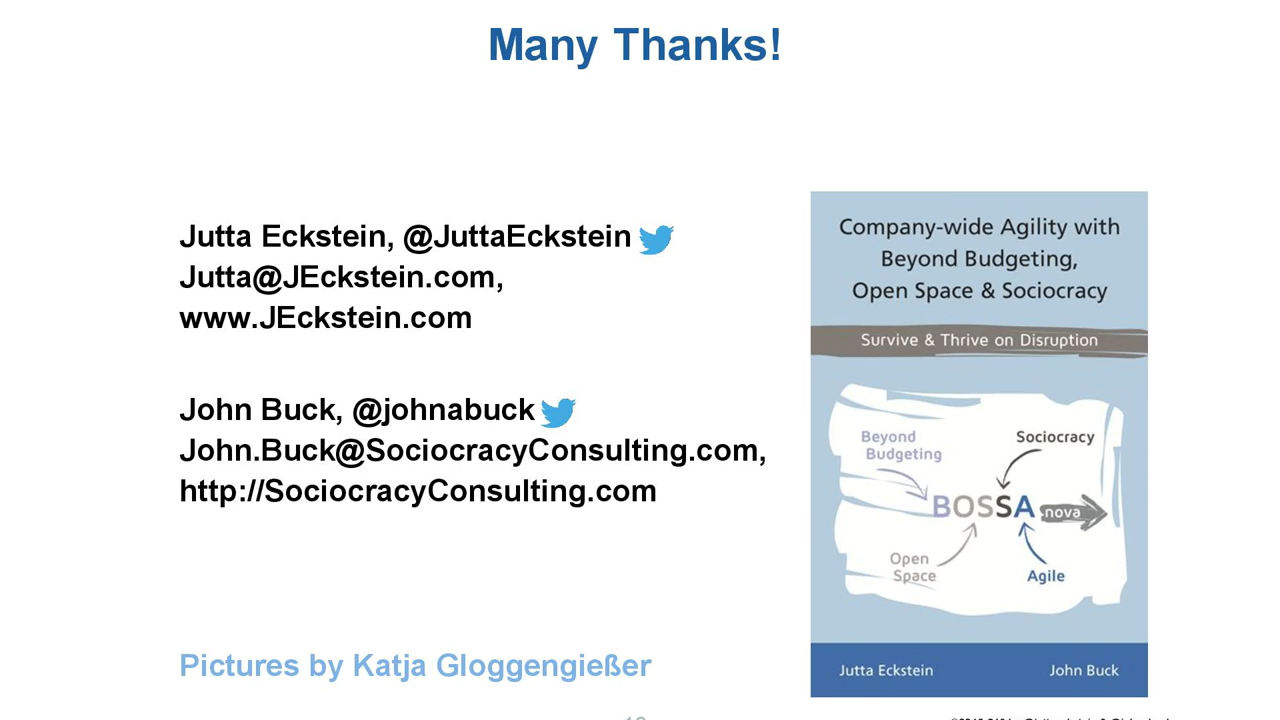 Many Thanks!
Jutta Eckstein, @JuttaEckstein
Jutta@JEckstein.com,
www.JEckstein.com
John Buck, @johnabuck
John.Buck@SociocracyConsulting.com,
http://SociocracyConsulting.com
Pictures by Katja Gloggengießer
Company-wide Agility with
Beyond Budgeting,
Open Space & Sociocracy
Survive & Thrive on Disruption
Beyond
Budgeting
Sociocracy
BOSSA nova
Open
Space
Agile
Jutta Eckstein John Buck